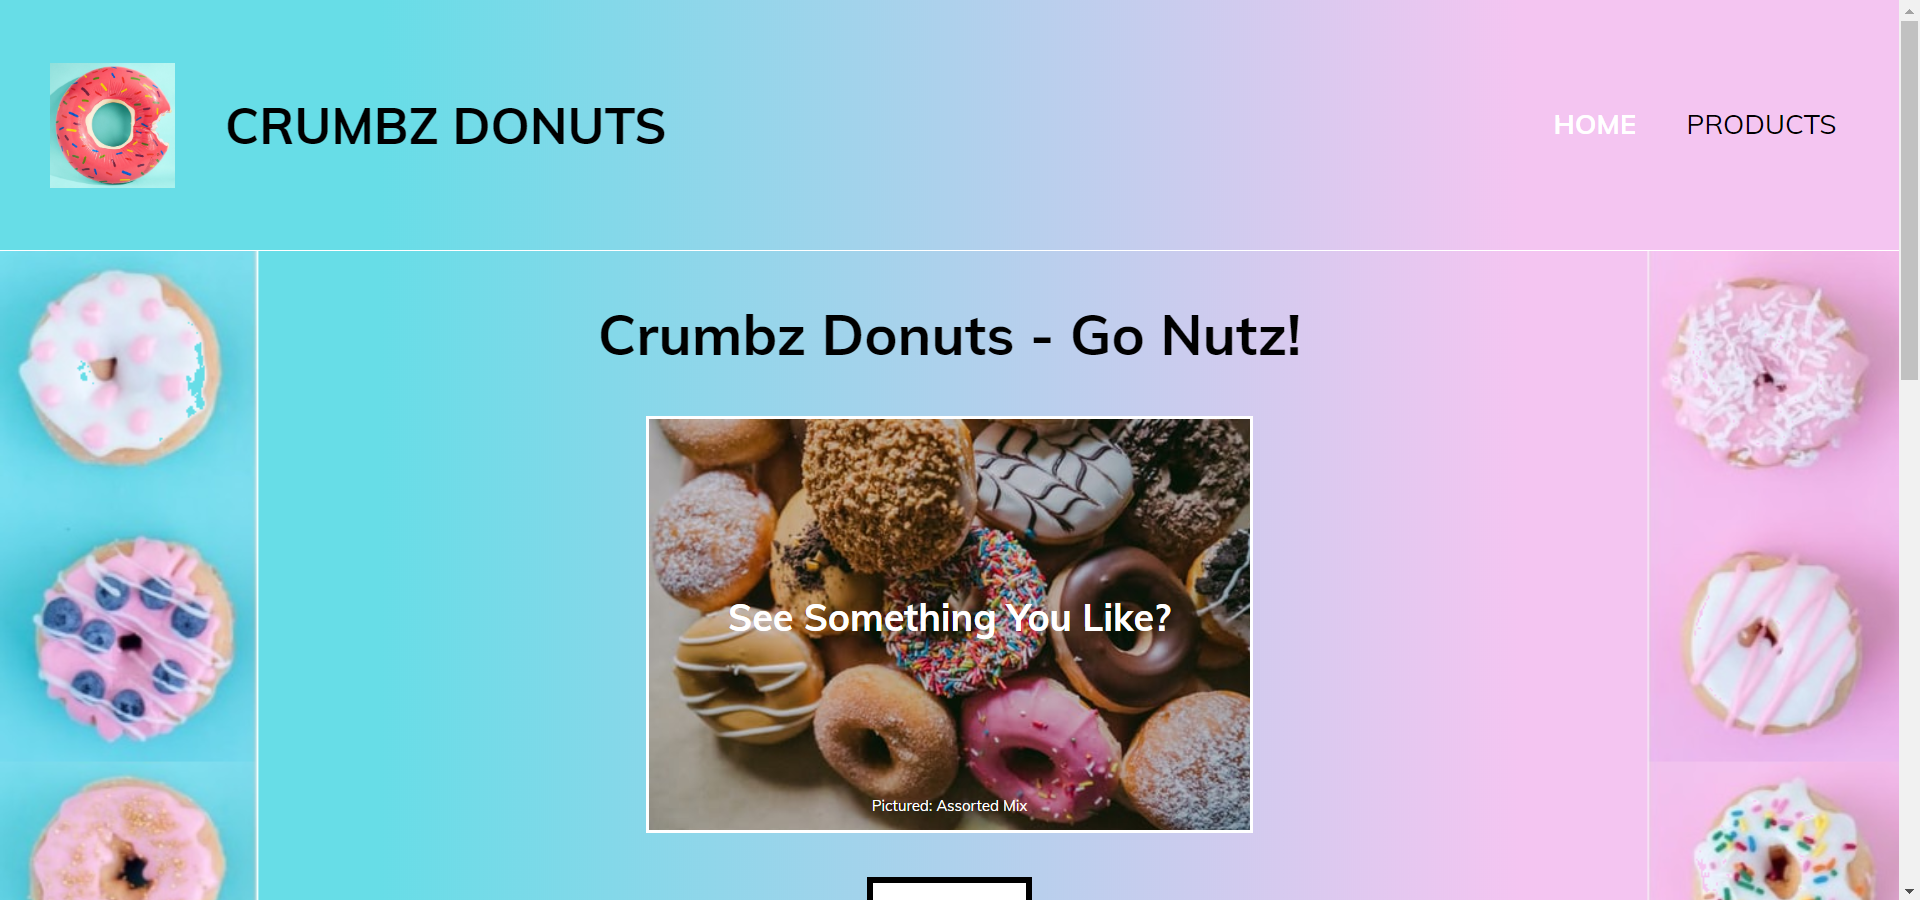 CRUMBZ DONUTS
HOME
PRODUCTS
Crumbz Donuts - Go Nutz!
See Something You Like?
Pictured: Assorted Mix